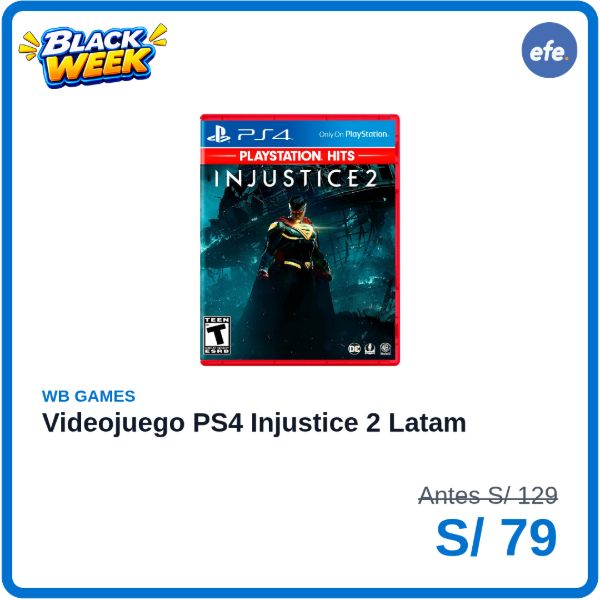 BLACK
WEEK
efe.
PS4
Only On PlayStation
PLAYSTATION HITS
INJUSTICE 2
TEEN
T
ESRB
DC
WB GAMES
Videojuego PS4 Injustice 2 Latam
Antes S/ 129
S/ 79